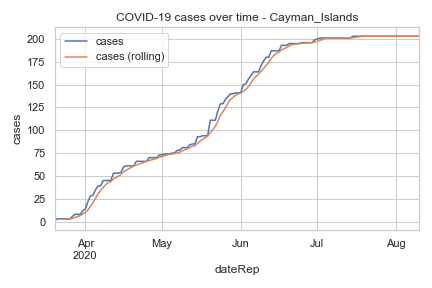 COVID-19 cases over time - Cayman_Islands
cases
cases (rolling)
200
175
150
125
100
75
50
25
0
cases
Apr
2020
May
Jun
Jul
Aug
dateRep